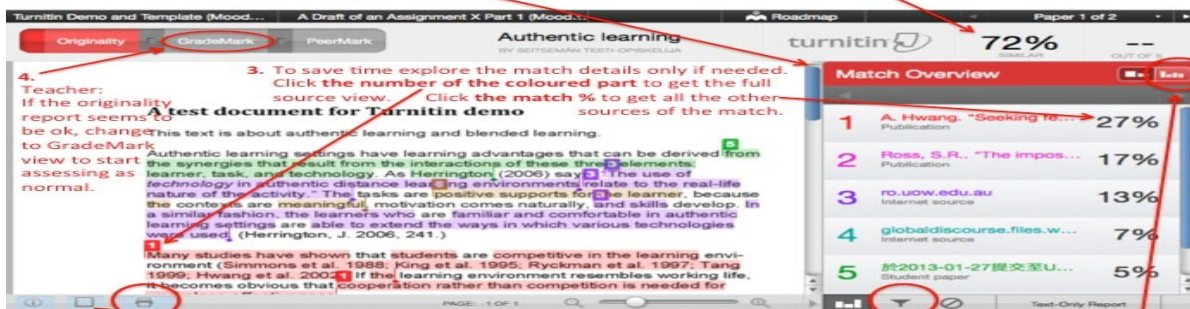 Turnitin Demo and Template (Mood... A Draft of an Assignment X Part 1 (Mood... Roadmap Paper 1 of 2
Originality GradeMark PeerMark
Authentic learning
BY SEITSEMÄN TESTI-OPISKELIJA
turnitin
72%
SIMILAR
--
OUT OF 5
4.
Teacher:
If the originality
report seems to
be ok, change
to GradeMark
view to start
assessing as
normal.
3. To save time explore the match details only if needed.
Click the number of the coloured part to get the full
source view. Click the match % to get all the other
sources of the match.
A test document for Turnitin demo
This text is about authentic learning and blended learning.
5
Authentic learning settings have learning advantages that can be derived from
the synergies that result from the interactions of these three elements:
learner, task, and technology. As Herrington (2006) says "The use of
technology in authentic distance learning environments relate to the real-life
nature of the activity." The tasks are positive supports for the learner, because
the contexts are meaningful, motivation comes naturally, and skills develop. In
a similar fashion, the learners who are familiar and comfortable in authentic
learning settings are able to extend the ways in which various technologies
were used. (Herrington, J. 2006, 241.)
1
Many studies have shown that students are competitive in the learning envi-
ronment (Simmons et al. 1988; King et al. 1995; Ryckman et al. 1997; Tang
1999; Hwang et al. 2002 1 If the learning environment resembles working life,
it becomes obvious that cooperation rather than competition is needed for
PAGE: 1 OF 1
Match Overview
1 A. Hwang. "Seeking fe... 27%
Publication
2 Ross, S.R.. "The impos... 17%
Publication
3 ro.uow.edu.au 13%
Internet source
4 globaldiscourse.files.w... 7%
Internet source
5 於2013-01-27提交至U... 5%
Student paper
Text-Only Report